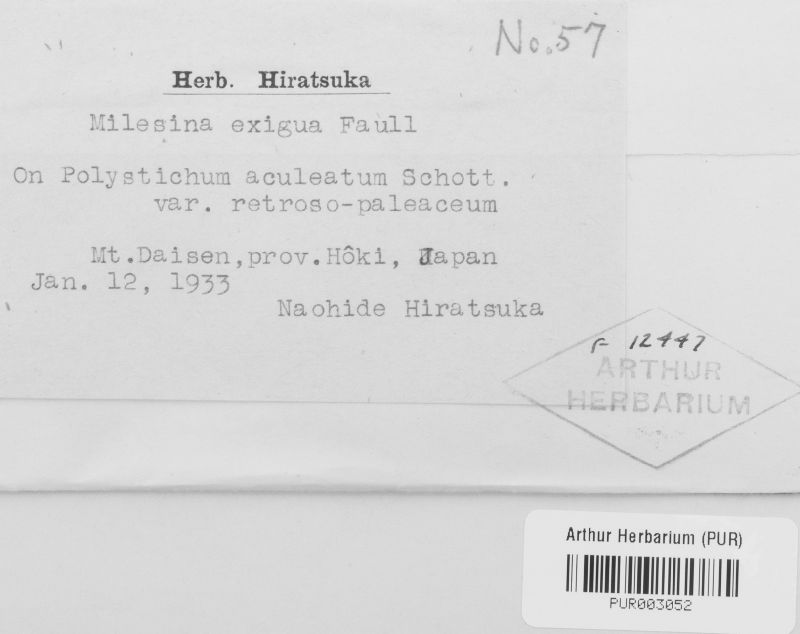 No. 57
Herb. Hiratsuka
Milesina exigua Faull
On Polystichum aculeatum Schott.
var. retroso-paleaceum
Mt.Daisen,prov.Hôki, Japan
Jan. 12, 1933
Naohide Hiratsuka
F 12447
ARTHUR
HERBARIUM
Arthur Herbarium (PUR)
PUR003052